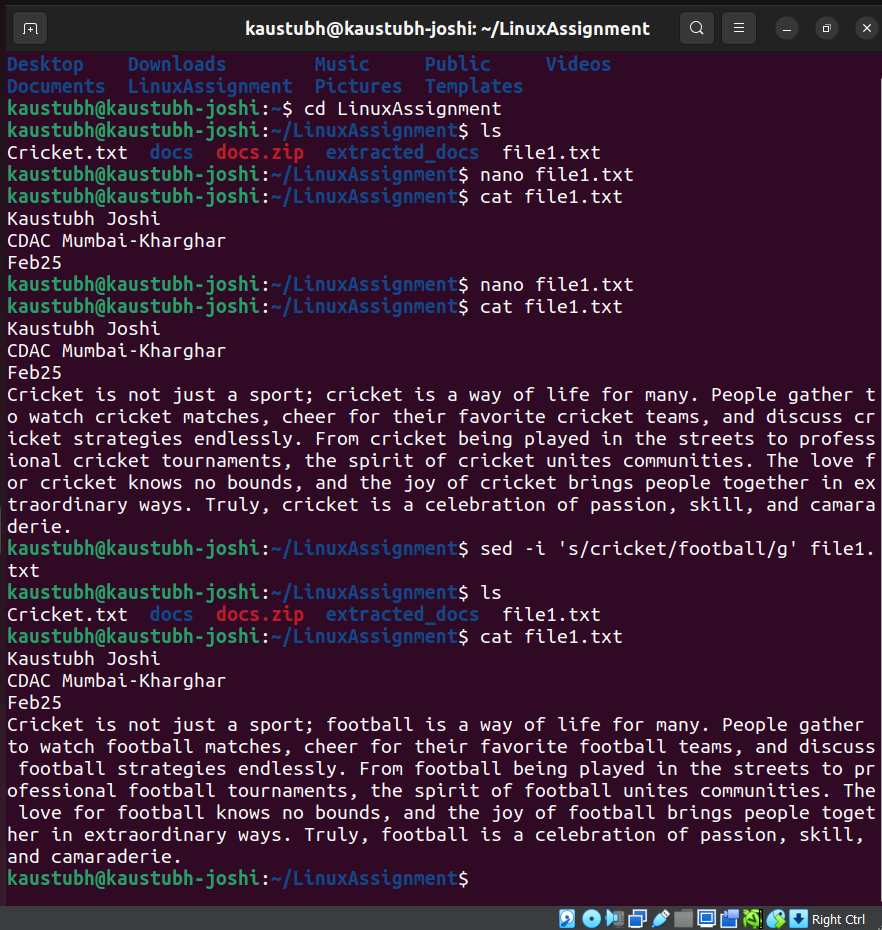 kaustubh@kaustubh-joshi: ~/LinuxAssignment
Desktop    Downloads        Music     Public     Videos
Documents  LinuxAssignment  Pictures  Templates
kaustubh@kaustubh-joshi:~$ cd LinuxAssignment
kaustubh@kaustubh-joshi:~/LinuxAssignment$ ls
Cricket.txt  docs  docs.zip  extracted_docs  file1.txt
kaustubh@kaustubh-joshi:~/LinuxAssignment$ nano file1.txt
kaustubh@kaustubh-joshi:~/LinuxAssignment$ cat file1.txt
Kaustubh Joshi
CDAC Mumbai-Kharghar
Feb25
kaustubh@kaustubh-joshi:~/LinuxAssignment$ nano file1.txt
kaustubh@kaustubh-joshi:~/LinuxAssignment$ cat file1.txt
Kaustubh Joshi
CDAC Mumbai-Kharghar
Feb25
Cricket is not just a sport; cricket is a way of life for many. People gather t
o watch cricket matches, cheer for their favorite cricket teams, and discuss cr
icket strategies endlessly. From cricket being played in the streets to profess
ional cricket tournaments, the spirit of cricket unites communities. The love f
or cricket knows no bounds, and the joy of cricket brings people together in ex
traordinary ways. Truly, cricket is a celebration of passion, skill, and camara
derie.
kaustubh@kaustubh-joshi:~/LinuxAssignment$ sed -i 's/cricket/football/g' file1.
txt
kaustubh@kaustubh-joshi:~/LinuxAssignment$ ls
Cricket.txt  docs  docs.zip  extracted_docs  file1.txt
kaustubh@kaustubh-joshi:~/LinuxAssignment$ cat file1.txt
Kaustubh Joshi
CDAC Mumbai-Kharghar
Feb25
Cricket is not just a sport; football is a way of life for many. People gather
to watch football matches, cheer for their favorite football teams, and discuss
 football strategies endlessly. From football being played in the streets to pr
ofessional football tournaments, the spirit of football unites communities. The
 love for football knows no bounds, and the joy of football brings people toget
her in extraordinary ways. Truly, football is a celebration of passion, skill,
and camaraderie.
kaustubh@kaustubh-joshi:~/LinuxAssignment$
Right Ctrl